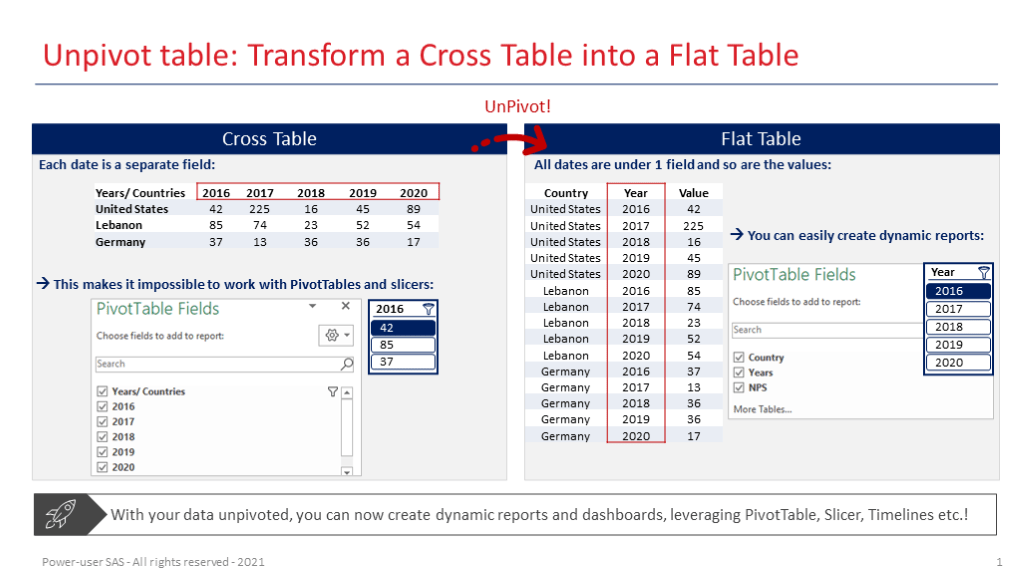 Unpivot table: Transform a Cross Table into a Flat Table
UnPivot!
Cross Table
Each date is a separate field:
Years/ Countries 2016 2017 2018 2019 2020
United States 42 225 16 45 89
Lebanon 85 74 23 52 54
Germany 37 13 36 36 17
→ This makes it impossible to work with PivotTables and slicers:
PivotTable Fields
Choose fields to add to report:
Search
Years/ Countries
2016
2017
2018
2019
2020
2016
42
85
37
Flat Table
All dates are under 1 field and so are the values:
Country Year Value
United States 2016 42
United States 2017 225
United States 2018 16
United States 2019 45
United States 2020 89
Lebanon 2016 85
Lebanon 2017 74
Lebanon 2018 23
Lebanon 2019 52
Lebanon 2020 54
Germany 2016 37
Germany 2017 13
Germany 2018 36
Germany 2019 36
Germany 2020 17
→ You can easily create dynamic reports:
PivotTable Fields
Choose fields to add to report:
Search
Country
Years
NPS
More Tables...
Year
2016
2017
2018
2019
2020
With your data unpivoted, you can now create dynamic reports and dashboards, leveraging PivotTable, Slicer, Timelines etc.!
Power-user SAS - All rights reserved - 2021
1